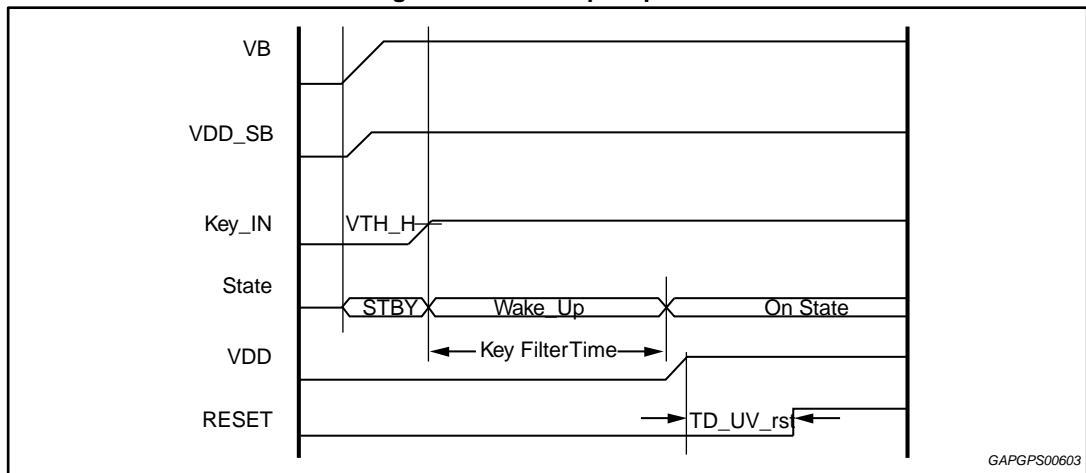 VB
VDD_SB
Key_IN VTH_H
State
STBY Wake_Up On State
VDD Key FilterTime
RESET TD_UV_rst
GAPGPS00603